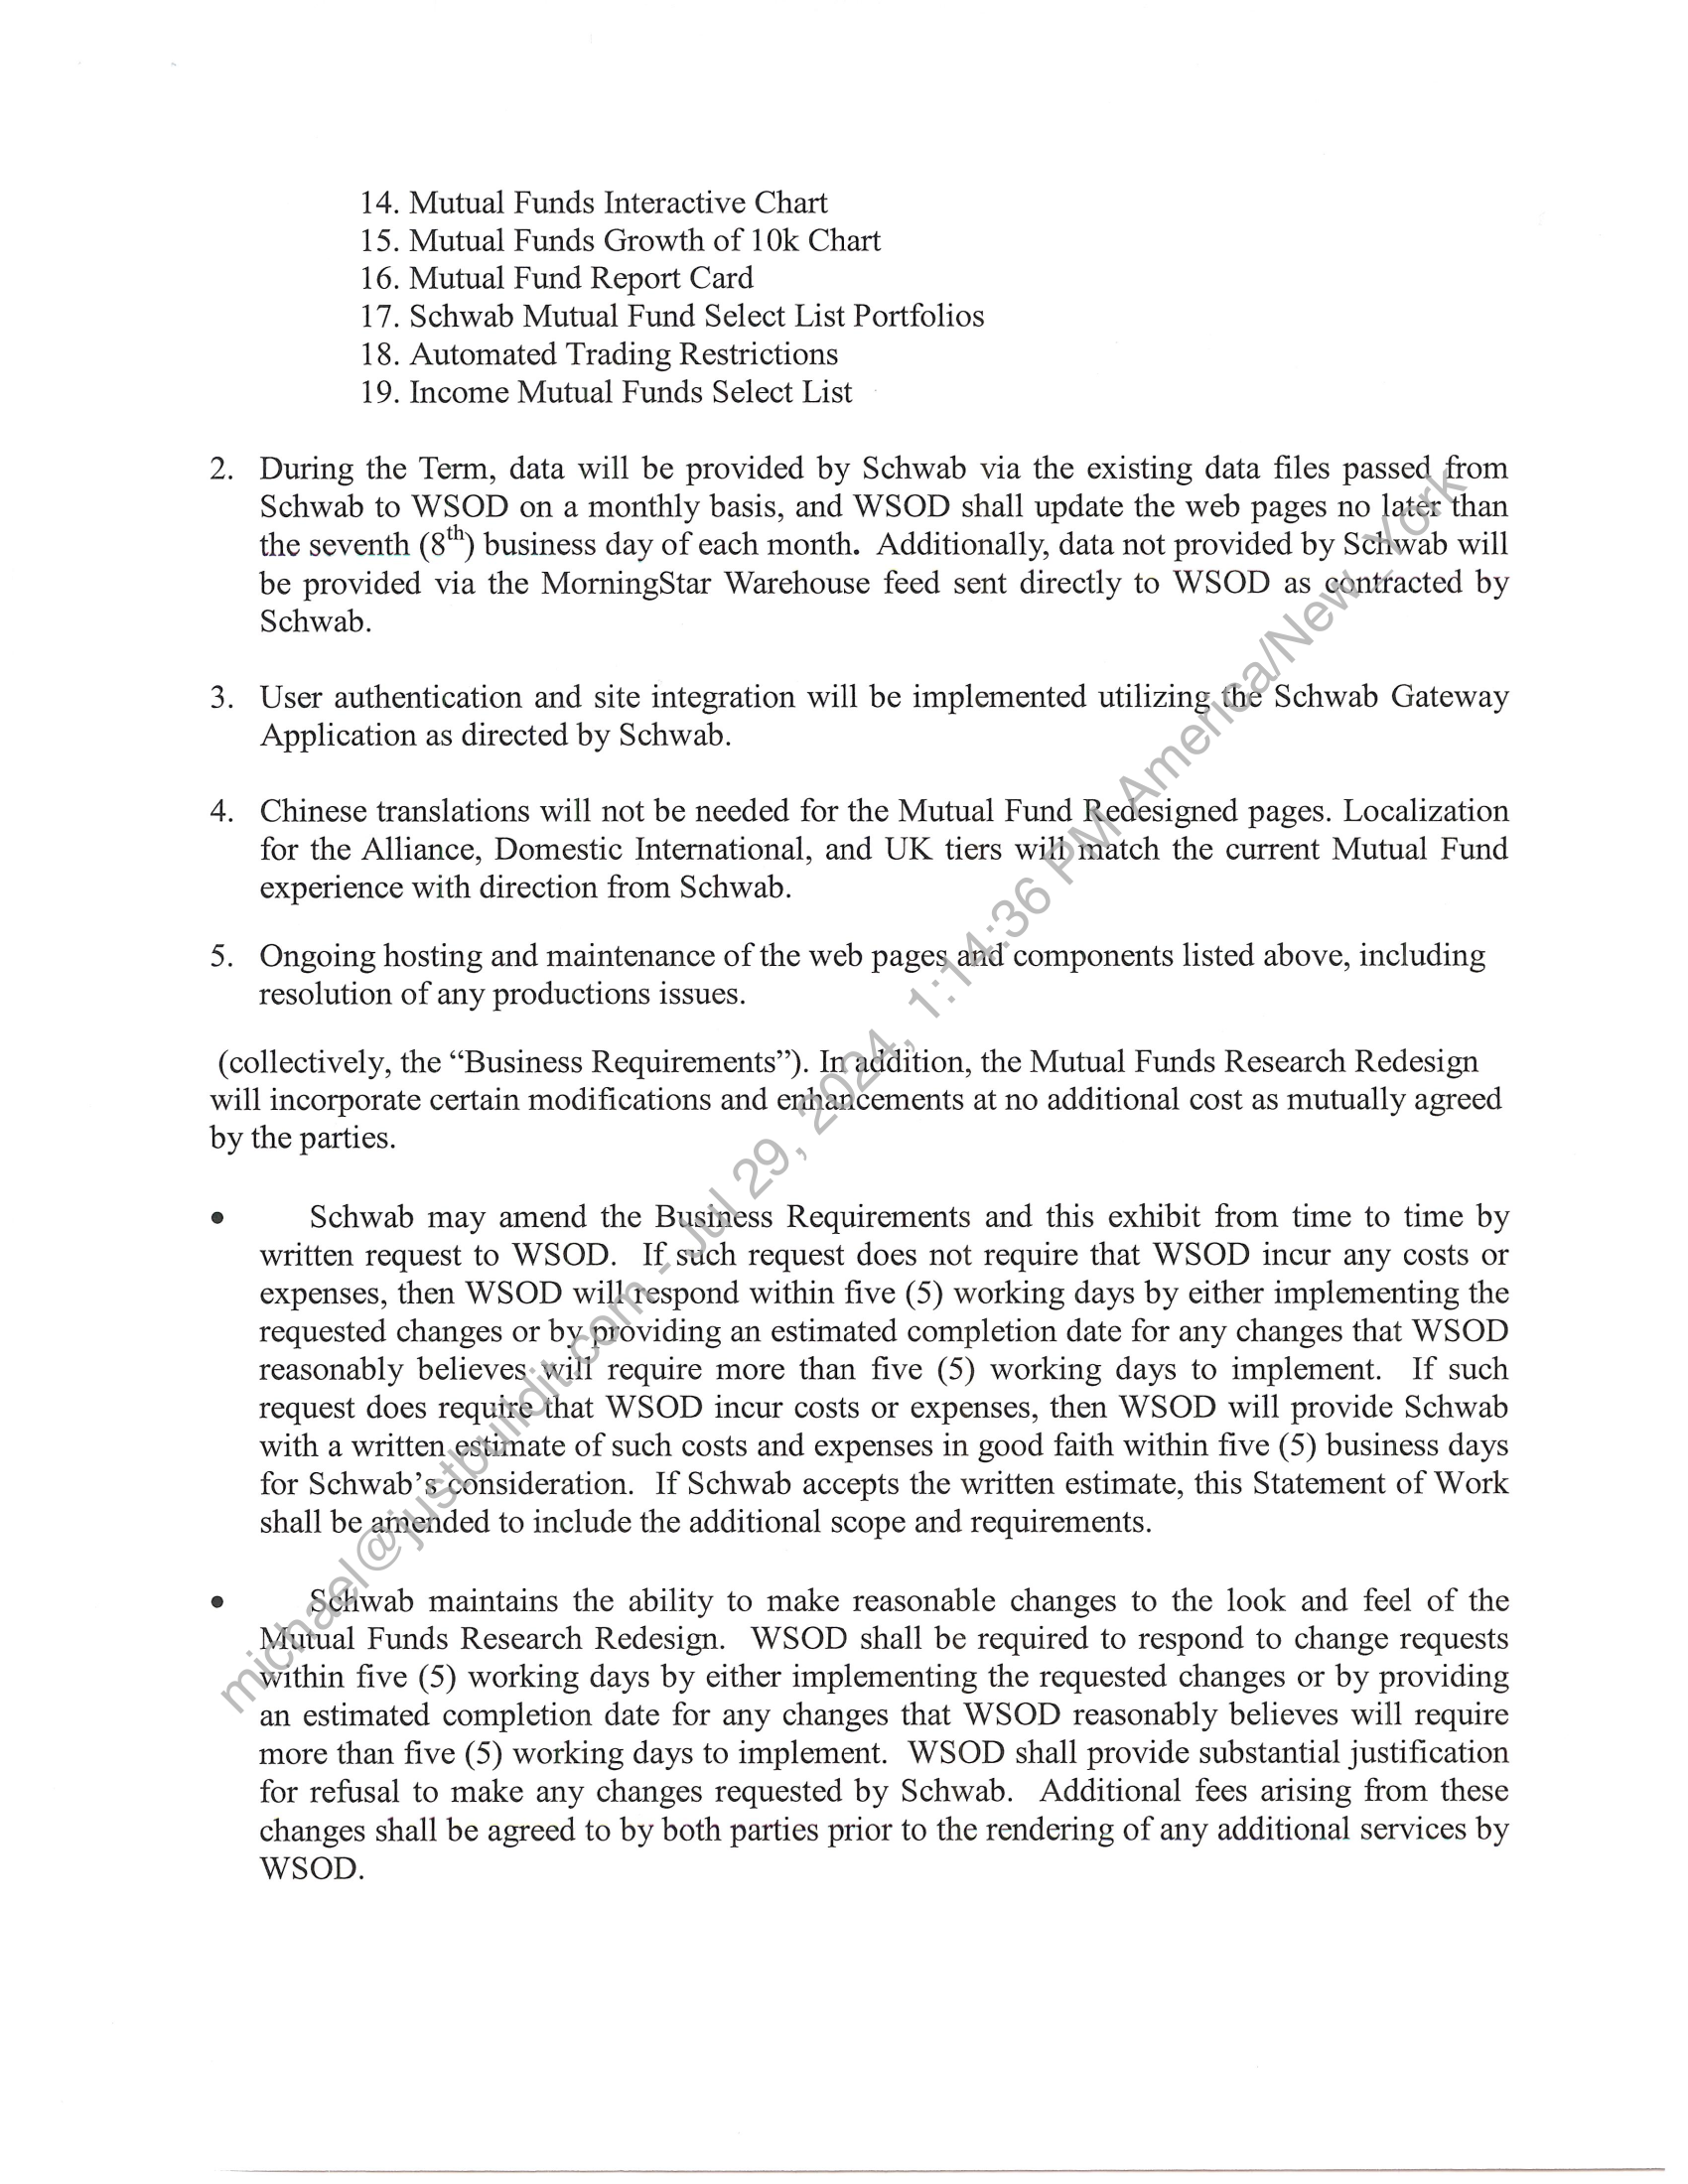 14. Mutual Funds Interactive Chart
15. Mutual Funds Growth of 10k Chart
16. Mutual Fund Report Card
17. Schwab Mutual Fund Select List Portfolios
18. Automated Trading Restrictions
19. Income Mutual Funds Select List
2. During the Term, data will be provided by Schwab via the existing data files passed from
Schwab to WSOD on a monthly basis, and WSOD shall update the web pages no later than
the seventh (8th) business day of each month. Additionally, data not provided by Schwab will
be provided via the MorningStar Warehouse feed sent directly to WSOD as contracted by
Schwab.
3. User authentication and site integration will be implemented utilizing the Schwab Gateway
Application as directed by Schwab.
4. Chinese translations will not be needed for the Mutual Fund Redesigned pages. Localization
for the Alliance, Domestic International, and UK tiers will match the current Mutual Fund
experience with direction from Schwab.
5. Ongoing hosting and maintenance of the web pages and components listed above, including
resolution of any productions issues.
(collectively, the “Business Requirements”). In addition, the Mutual Funds Research Redesign
will incorporate certain modifications and enhancements at no additional cost as mutually agreed
by the parties.
• Schwab may amend the Business Requirements and this exhibit from time to time by
written request to WSOD. If such request does not require that WSOD incur any costs or
expenses, then WSOD will respond within five (5) working days by either implementing the
requested changes or by providing an estimated completion date for any changes that WSOD
reasonably believes will require more than five (5) working days to implement. If such
request does require that WSOD incur costs or expenses, then WSOD will provide Schwab
with a written estimate of such costs and expenses in good faith within five (5) business days
for Schwab’s consideration. If Schwab accepts the written estimate, this Statement of Work
shall be amended to include the additional scope and requirements.
• Schwab maintains the ability to make reasonable changes to the look and feel of the
Mutual Funds Research Redesign. WSOD shall be required to respond to change requests
within five (5) working days by either implementing the requested changes or by providing
an estimated completion date for any changes that WSOD reasonably believes will require
more than five (5) working days to implement. WSOD shall provide substantial justification
for refusal to make any changes requested by Schwab. Additional fees arising from these
changes shall be agreed to by both parties prior to the rendering of any additional services by
WSOD.
michael@justbuildit.com - Jul 29, 2024, 1:14:36 PM America/New_York